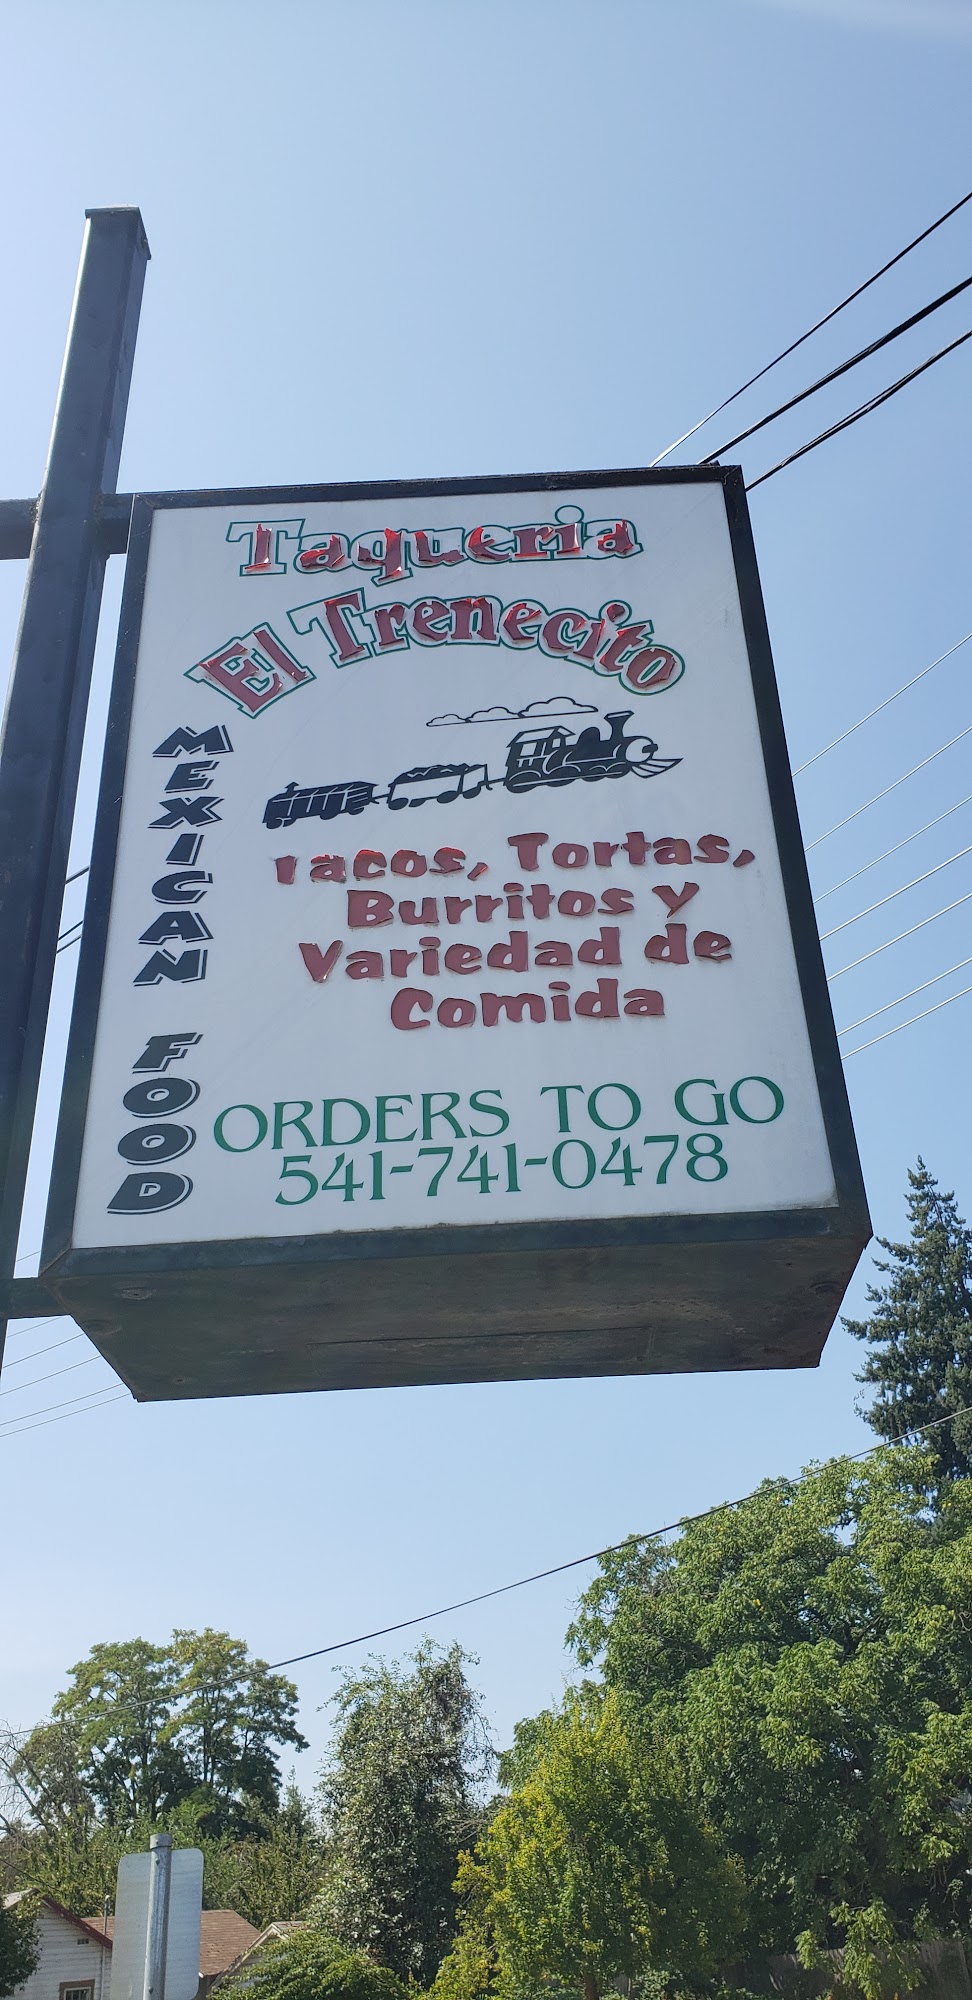 Taqueria
El Trenecito
MEXICAN FOOD
Tacos, Tortas,
Burritos y
Variedad de
Comida
ORDERS TO GO
541-741-0478